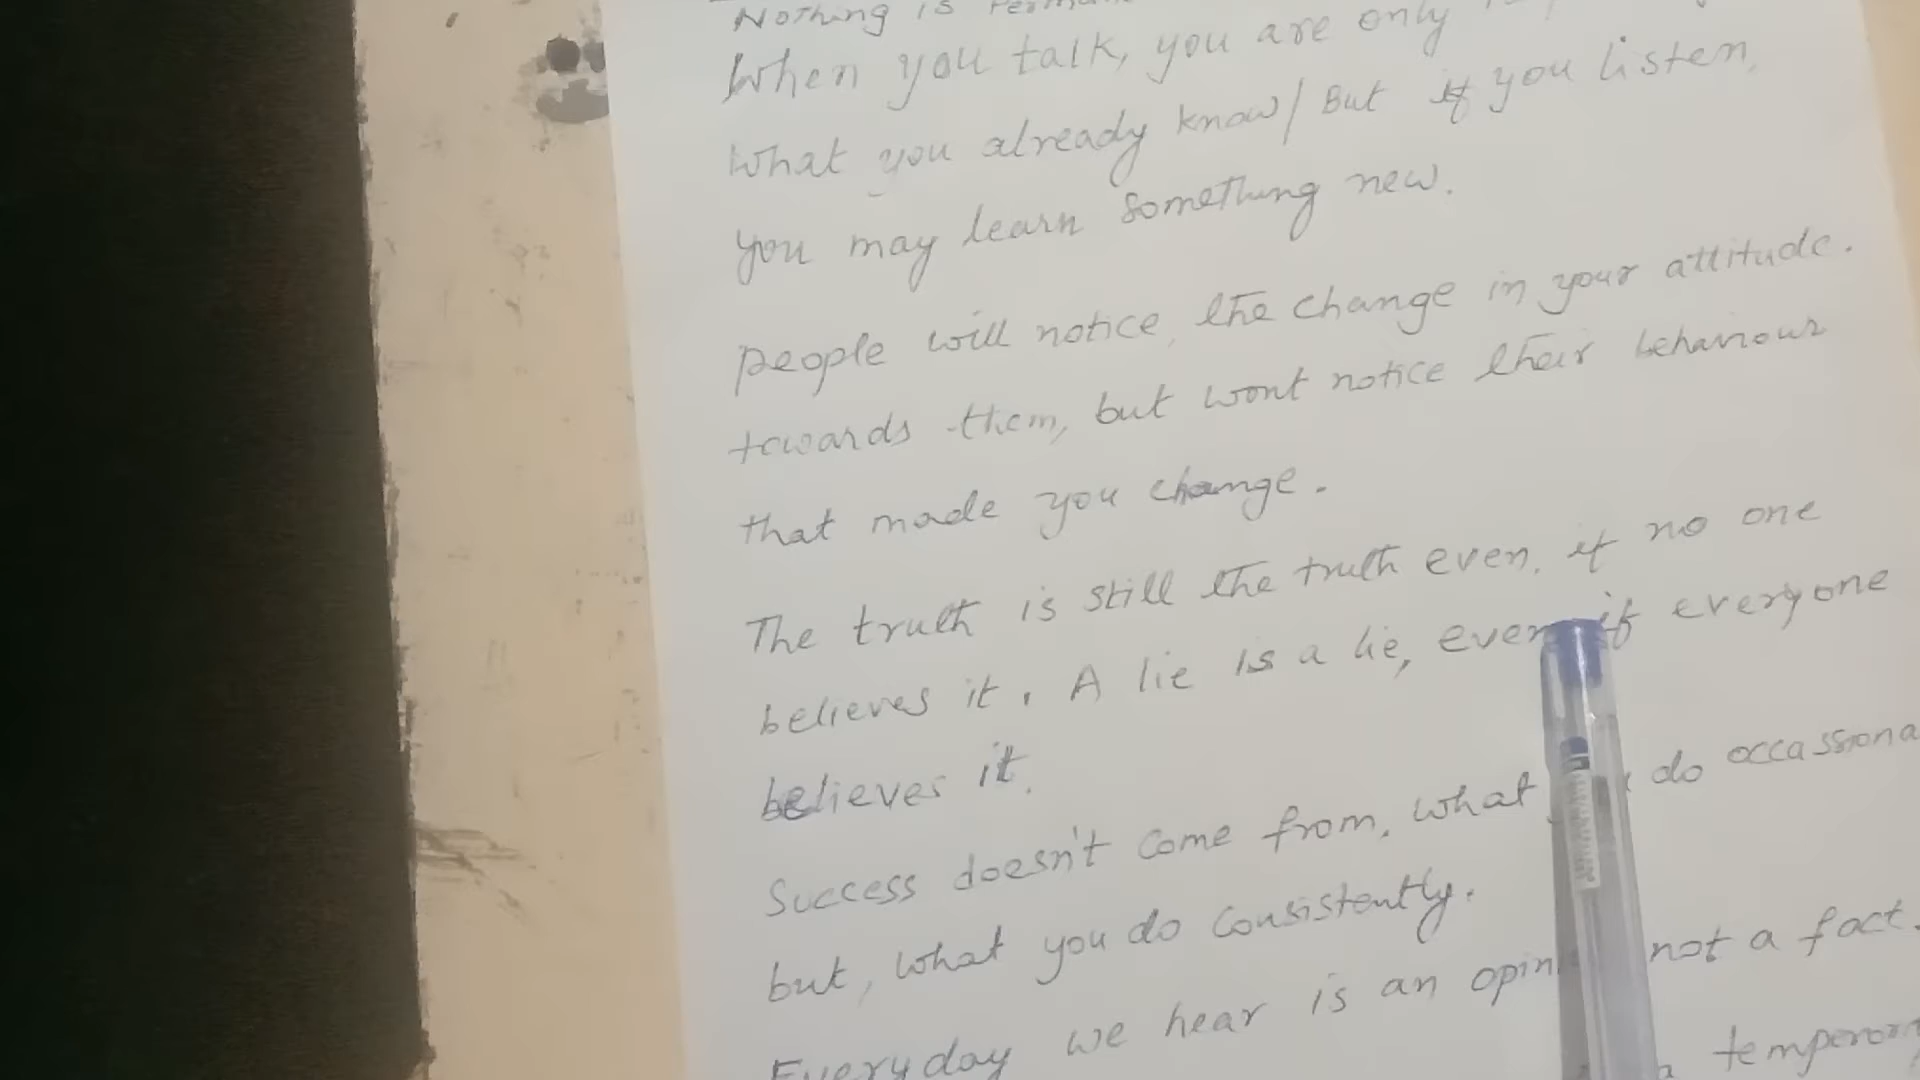 Nothing is
When you talk, you are only
what you already know/ But if you listen,
you may learn something new.
people will notice, the change in your attitude.
towards them, but wont notice their behaviour
that made you change.
The truth is still the truth even, if no one
believes it. A lie is a lie, even if everyone
believes it.
Success doesn't come from, what do
but, what you do consistently.
Everyday we hear is an not a fact.
a